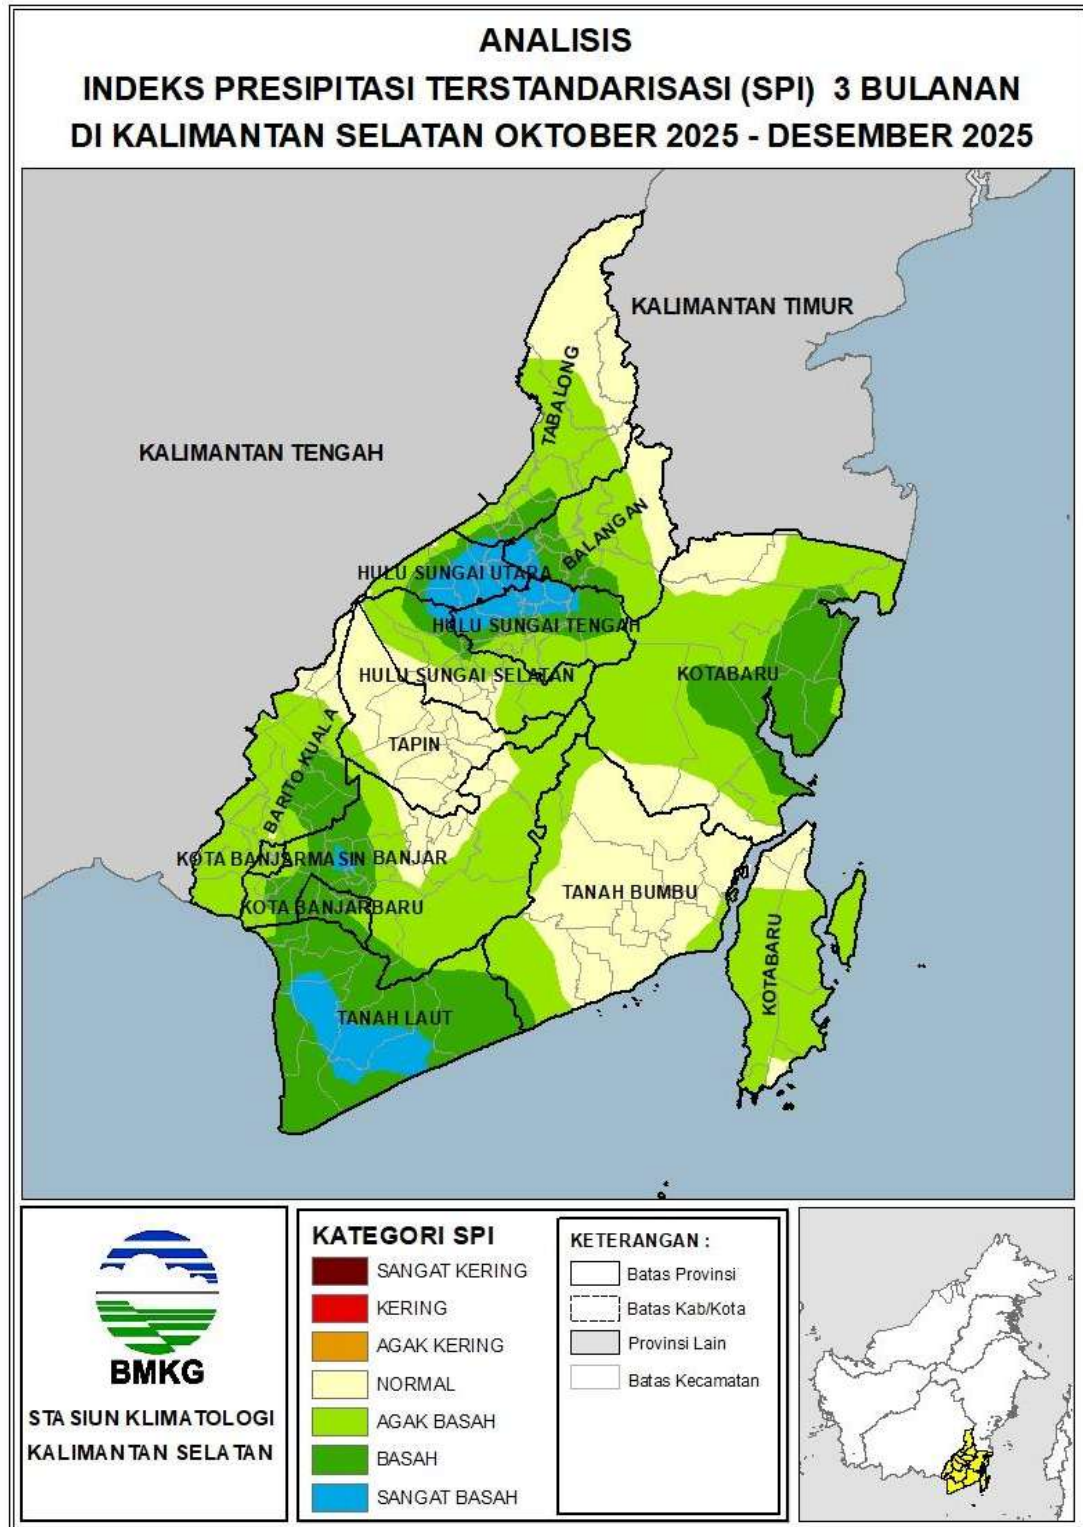 ANALISIS
INDEKS PRESIPITASI TERSTANDARISASI (SPI) 3 BULANAN
DI KALIMANTAN SELATAN OKTOBER 2025 - DESEMBER 2025
KALIMANTAN TIMUR
TABALONG
KALIMANTAN TENGAH
BALANGAN
HULU SUNGAI UTARA
HULU SUNGAI TENGAH
HULU SUNGAI SELATAN
KOTABARU
TAPIN
BARITO KUALA
KOTA BANJARMASIN
BANJAR
TANAH BUMBU
KOTA BANJARBARU
KOTABARU
TANAH LAUT
BMKG
STASIUN KLIMATOLOGI
KALIMANTAN SELATAN
KATEGORI SPI
SANGAT KERING
KERING
AGAK KERING
NORMAL
AGAK BASAH
BASAH
SANGAT BASAH
KETERANGAN :
Batas Provinsi
Batas Kab/Kota
Provinsi Lain
Batas Kecamatan